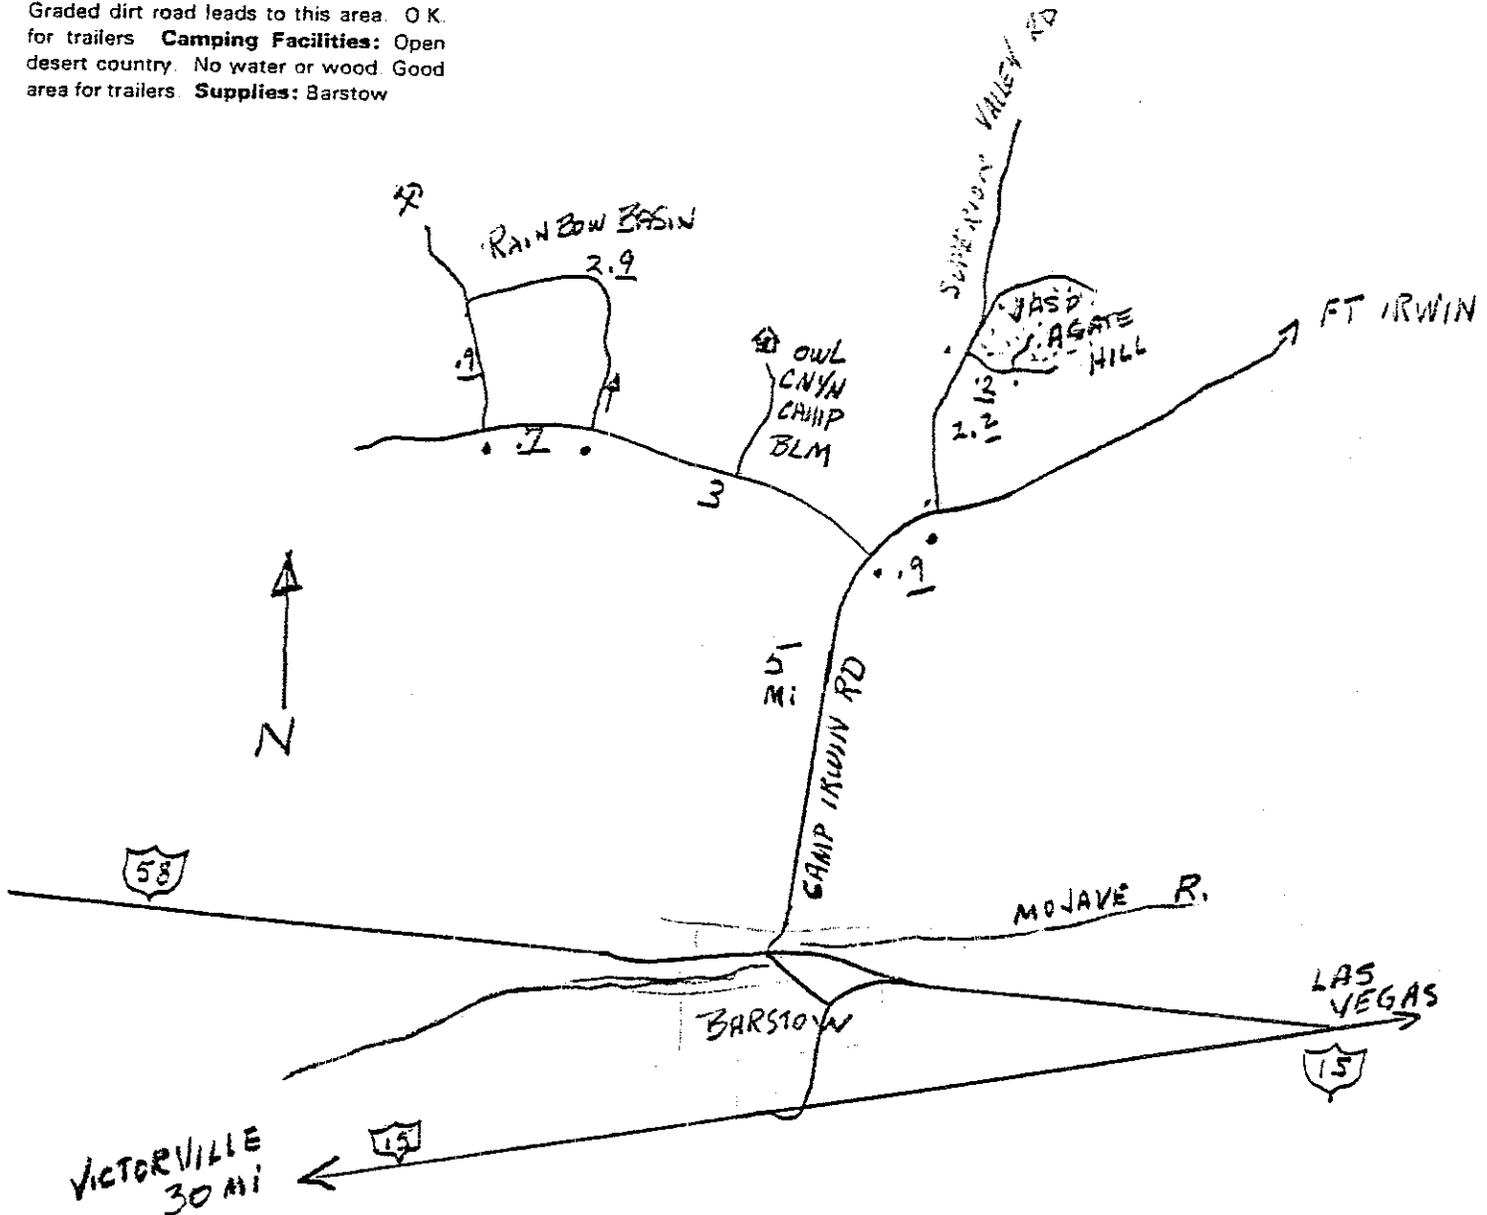 Graded dirt road leads to this area. O K.
for trailers Camping Facilities: Open
desert country. No water or wood. Good
area for trailers. Supplies: Barstow
SUPERIOR VALLEY RD
RAINBOW BASIN
2.9
JASP
AGATE
HILL
FT IRWIN
.9
OWL
CNYN
CAMP
BLM
.2
2.2
.7
3
.9
5
Mi
CAMP IRWIN RD
N
58
MOJAVE R.
LAS
VEGAS
BARSTOW
15
15
VICTORVILLE
30 Mi